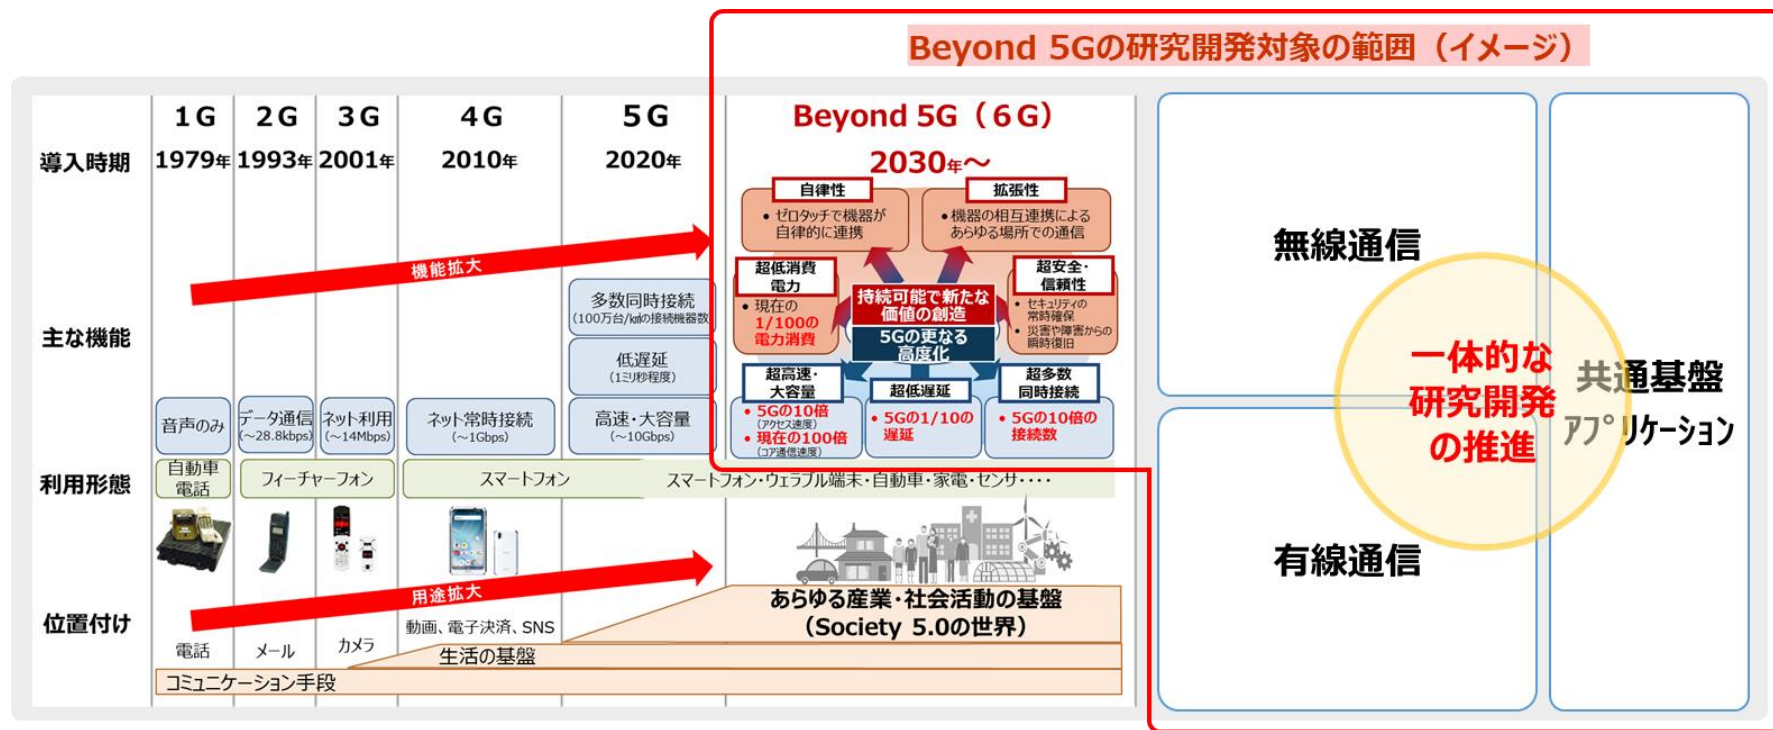 Beyond 5Gの研究開発対象の範囲（イメージ）
1G
2G
3G
4G
5G
Beyond 5G（6G）
導入時期
1979年
1993年
2001年
2010年
2020年
2030年～
主な機能
機能拡大
音声のみ
データ通信
(～28.8kbps)
ネット利用
(～14Mbps)
ネット常時接続
(～1Gbps)
多数同時接続
(100万台/k㎡の接続機器数)
低遅延
(1ミリ秒程度)
高速・大容量
(～10Gbps)
自律性
• ゼロタッチで機器が
自律的に連携
拡張性
• 機器の相互連携による
あらゆる場所での通信
超低消費
電力
• 現在の
1/100の
電力消費
超安全・
信頼性
• セキュリティの
常時確保
• 災害や障害からの
瞬時復旧
持続可能で新たな
価値の創造
5Gの更なる
高度化
超高速・
大容量
• 5Gの10倍
(アクセス速度)
• 現在の100倍
(コア通信速度)
超低遅延
• 5Gの1/10の
遅延
超多数
同時接続
• 5Gの10倍の
接続数
利用形態
自動車
電話
フィーチャーフォン
スマートフォン
スマートフォン・ウェラブル端末・自動車・家電・センサ・・・・
位置付け
用途拡大
電話
メール
カメラ
動画、電子決済、SNS
あらゆる産業・社会活動の基盤
（Society 5.0の世界）
生活の基盤
コミュニケーション手段
無線通信
有線通信
一体的な
研究開発
の推進
共通基盤
アプリケーション